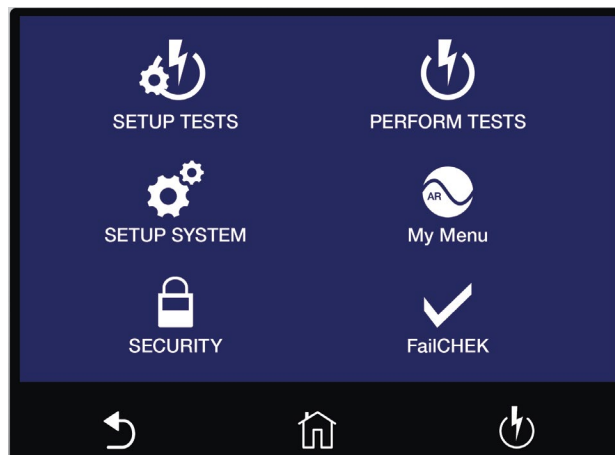 SETUP TESTS
PERFORM TESTS
SETUP SYSTEM
AR
My Menu
SECURITY
FailCHEK